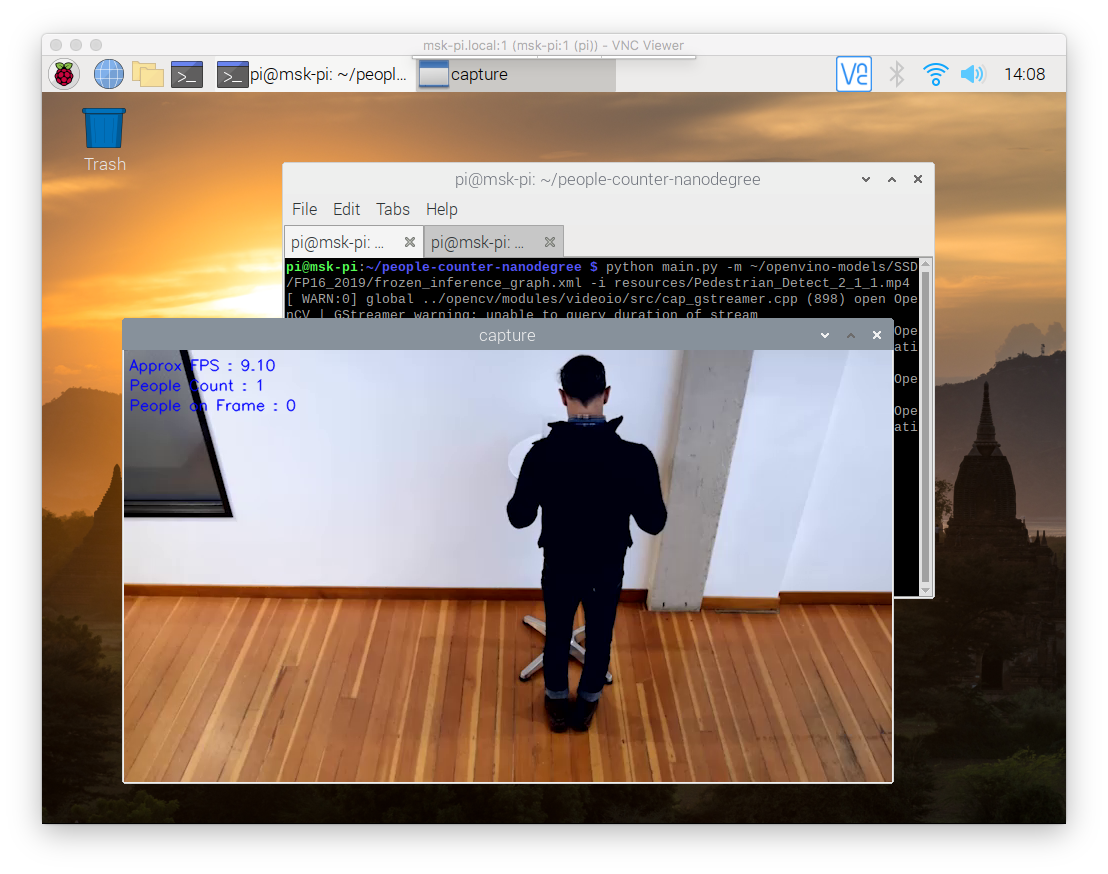 msk-pi.local:1 (msk-pi:1 (pi)) - VNC Viewer
pi@msk-pi: ~/peopl...
capture
14:08
Trash
pi@msk-pi: ~/people-counter-nanodegree
File Edit Tabs Help
pi@msk-pi: ...
pi@msk-pi: ...
pi@msk-pi:~/people-counter-nanodegree $ python main.py -m ~/openvino-models/SSD
/FP16_2019/frozen_inference_graph.xml -i resources/Pedestrian_Detect_2_1_1.mp4
[ WARN:0] global ../opencv/modules/videoio/src/cap_gstreamer.cpp (898) open Ope
nCV | GStreamer warning: unable to query duration of stream
Ope
ati
Ope
Ope
ati
capture
Approx FPS : 9.10
People Count : 1
People on Frame : 0